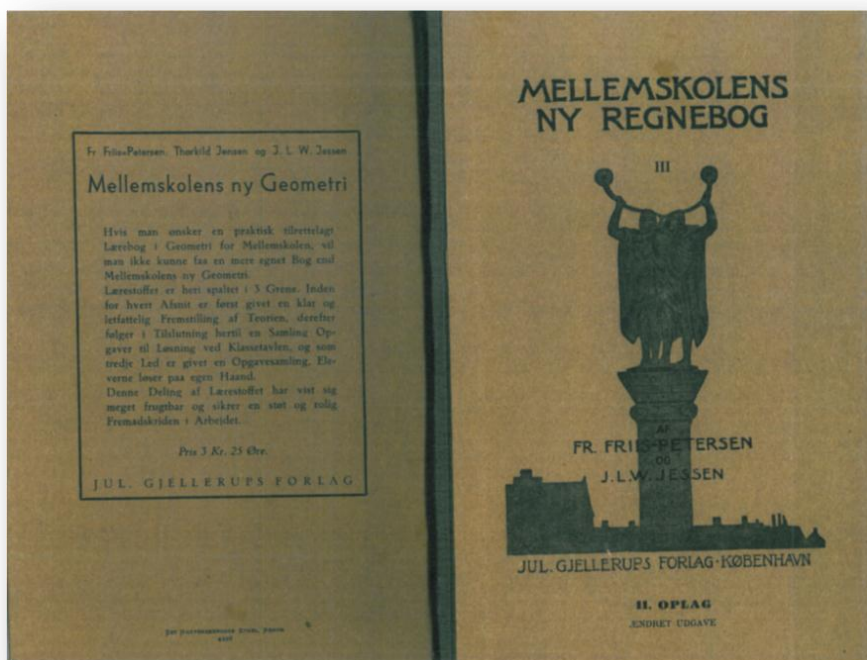 Fr. Friis-Petersen, Thorkild Jensen og J. L. W. Jessen
Mellemskolens ny Geometri
Hvis man ønsker en praktisk tilrettelagt
Lærebog i Geometri for Mellemskolen, vil
man ikke kunne faa en mere egnet Bog end
Mellemskolens ny Geometri.
Lærestoffet er heri spaltet i 3 Grene. Inden
for hvert Afsnit er først givet en klar og
letfattelig Fremstilling af Teorien, derefter
følger i Tilslutning hertil en Samling Op-
gaver til Løsning ved Klassetavlen, og som
tredje Led er givet en Opgavesamling, Ele-
verne løser paa egen Haand.
Denne Deling af Lærestoffet har vist sig
meget frugtbar og sikrer en støt og rolig
Fremadskriden i Arbejdet.
Pris 3 Kr. 25 Øre.
JUL. GJELLERUPS FORLAG
MELLEMSKOLENS
NY REGNEBOG
III
AF
FR. FRIIS-PETERSEN
OG
J.L.W. JESSEN
JUL. GJELLERUPS FORLAG-KØBENHAVN
11. OPLAG
ÆNDRET UDGAVE